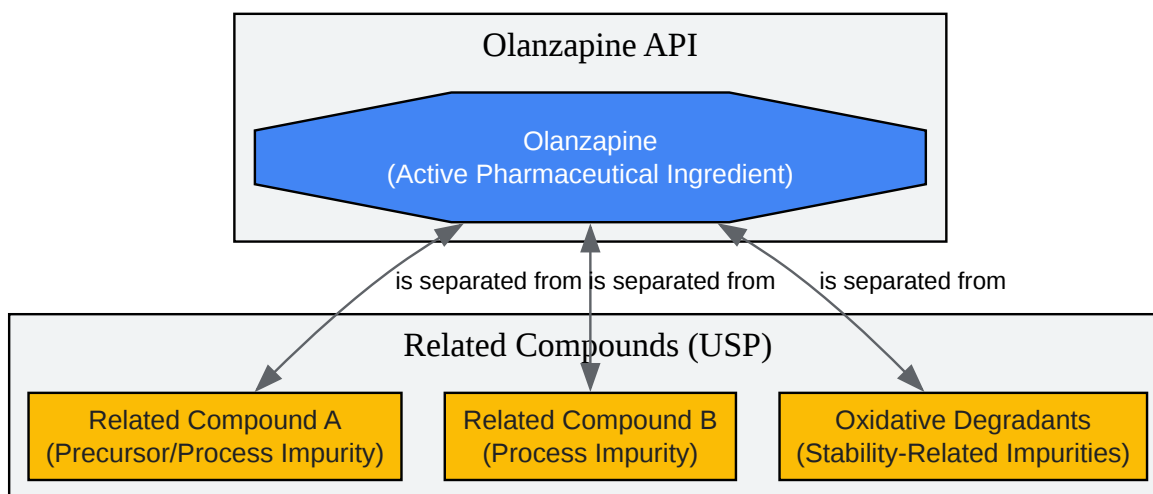 Olanzapine API
Olanzapine
(Active Pharmaceutical Ingredient)
is separated from
is separated from
is separated from
Related Compounds (USP)
Related Compound A
(Precursor/Process Impurity)
Related Compound B
(Process Impurity)
Oxidative Degradants
(Stability-Related Impurities)